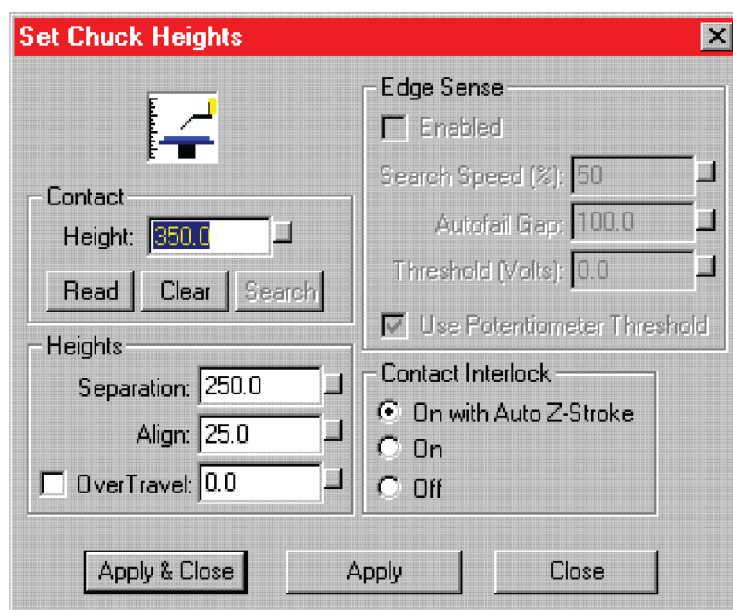 Set Chuck Heights
Contact
Height: 350.0
Read Clear Search
Heights
Separation: 250.0
Align: 25.0
OverTravel: 0.0
Edge Sense
Enabled
Search Speed (%): 50
Autofail Gap: 100.0
Threshold (Volts): 0.0
Use Potentiometer Threshold
Contact Interlock
On with Auto Z-Stroke
On
Off
Apply & Close Apply Close